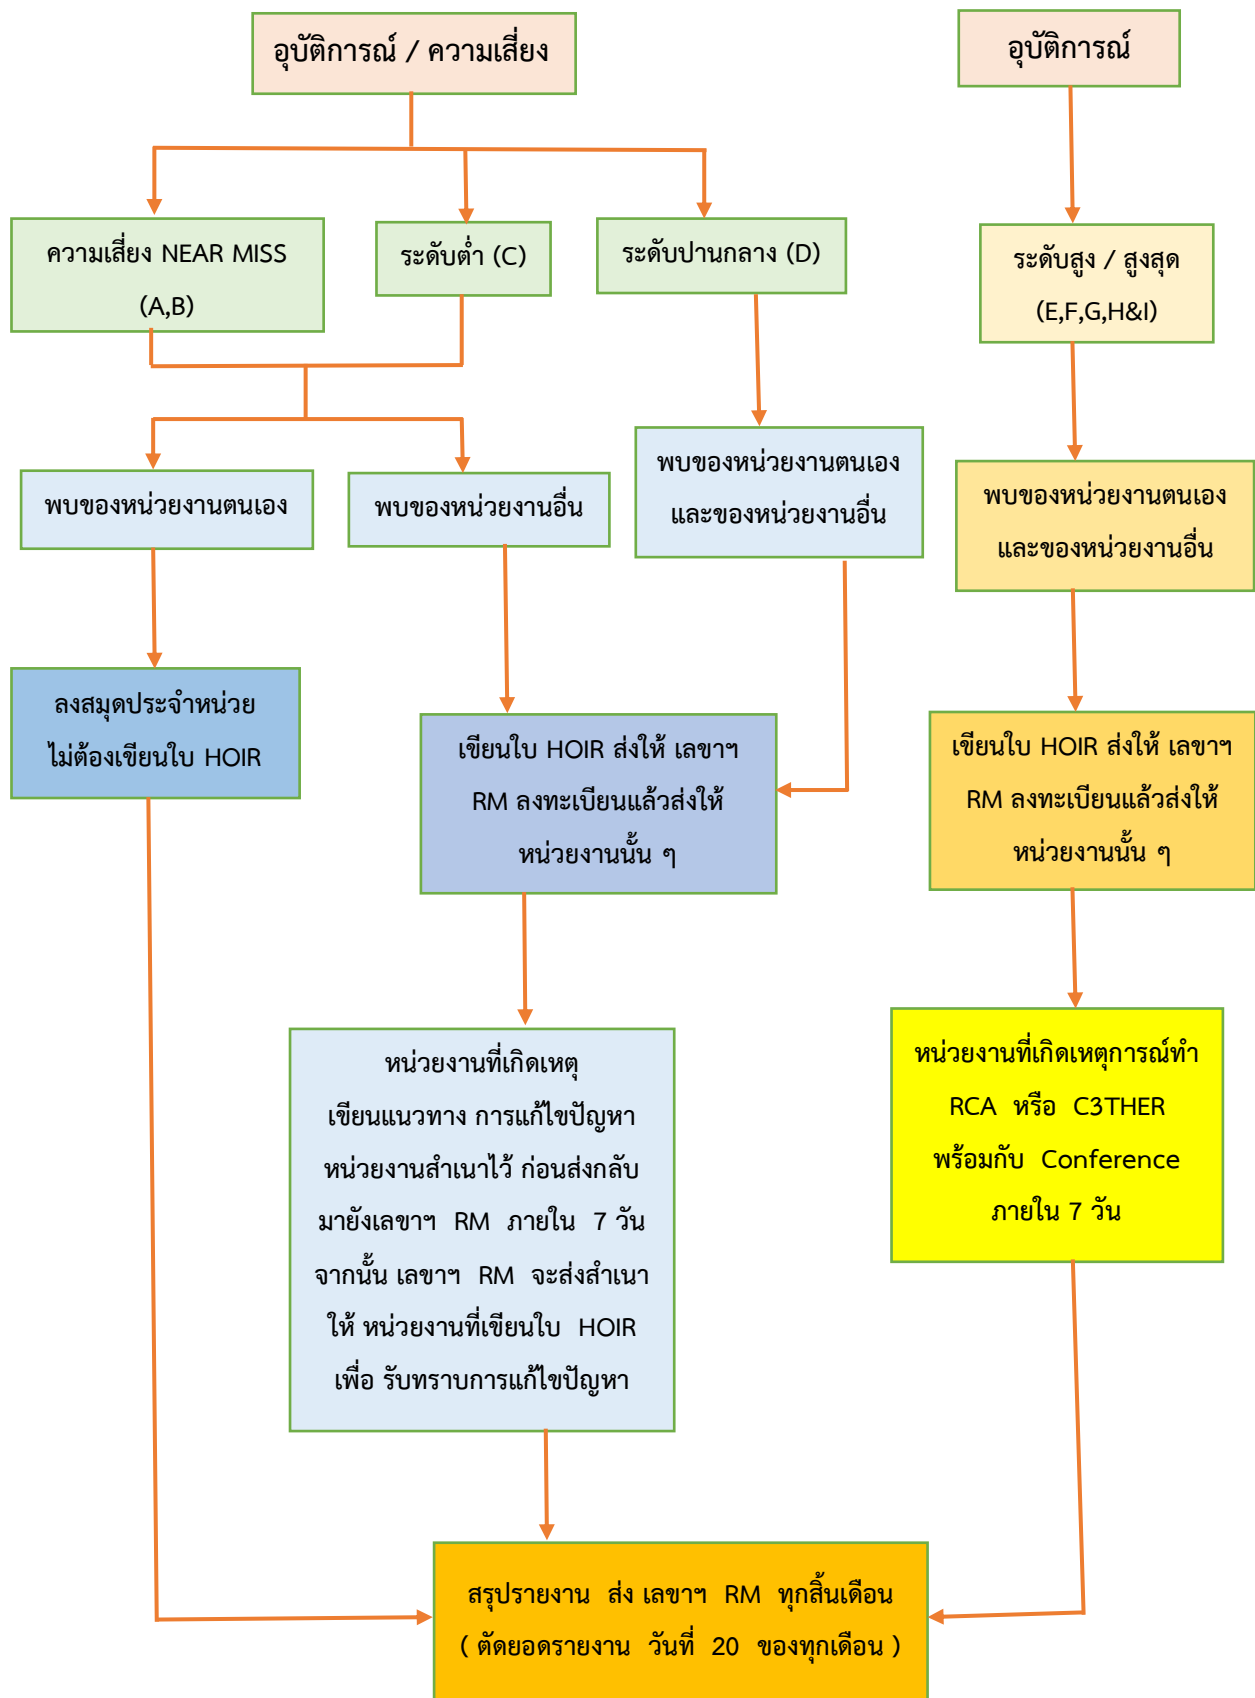 อุบัติการณ์ / ความเสี่ยง
อุบัติการณ์
ความเสี่ยง NEAR MISS
(A,B)
ระดับต่ำ (C)
ระดับปานกลาง (D)
ระดับสูง / สูงสุด
(E,F,G,H&I)
พบของหน่วยงานตนเอง
พบของหน่วยงานอื่น
พบของหน่วยงานตนเอง
และของหน่วยงานอื่น
พบของหน่วยงานตนเอง
และของหน่วยงานอื่น
ลงสมุดประจำหน่วย
ไม่ต้องเขียนใบ HOIR
เขียนใบ HOIR ส่งให้ เลขาฯ
RM ลงทะเบียนแล้วส่งให้
หน่วยงานนั้น ๆ
เขียนใบ HOIR ส่งให้ เลขาฯ
RM ลงทะเบียนแล้วส่งให้
หน่วยงานนั้น ๆ
หน่วยงานที่เกิดเหตุ
เขียนแนวทาง การแก้ไขปัญหา
หน่วยงานสำเนาไว้ ก่อนส่งกลับ
มายังเลขาฯ RM ภายใน 7 วัน
จากนั้น เลขาฯ RM จะส่งสำเนา
ให้ หน่วยงานที่เขียนใบ HOIR
เพื่อ รับทราบการแก้ไขปัญหา
หน่วยงานที่เกิดเหตุการณ์ทำ
RCA หรือ C3THER
พร้อมกับ Conference
ภายใน 7 วัน
สรุปรายงาน ส่ง เลขาฯ RM ทุกสิ้นเดือน
( ตัดยอดรายงาน วันที่ 20 ของทุกเดือน )